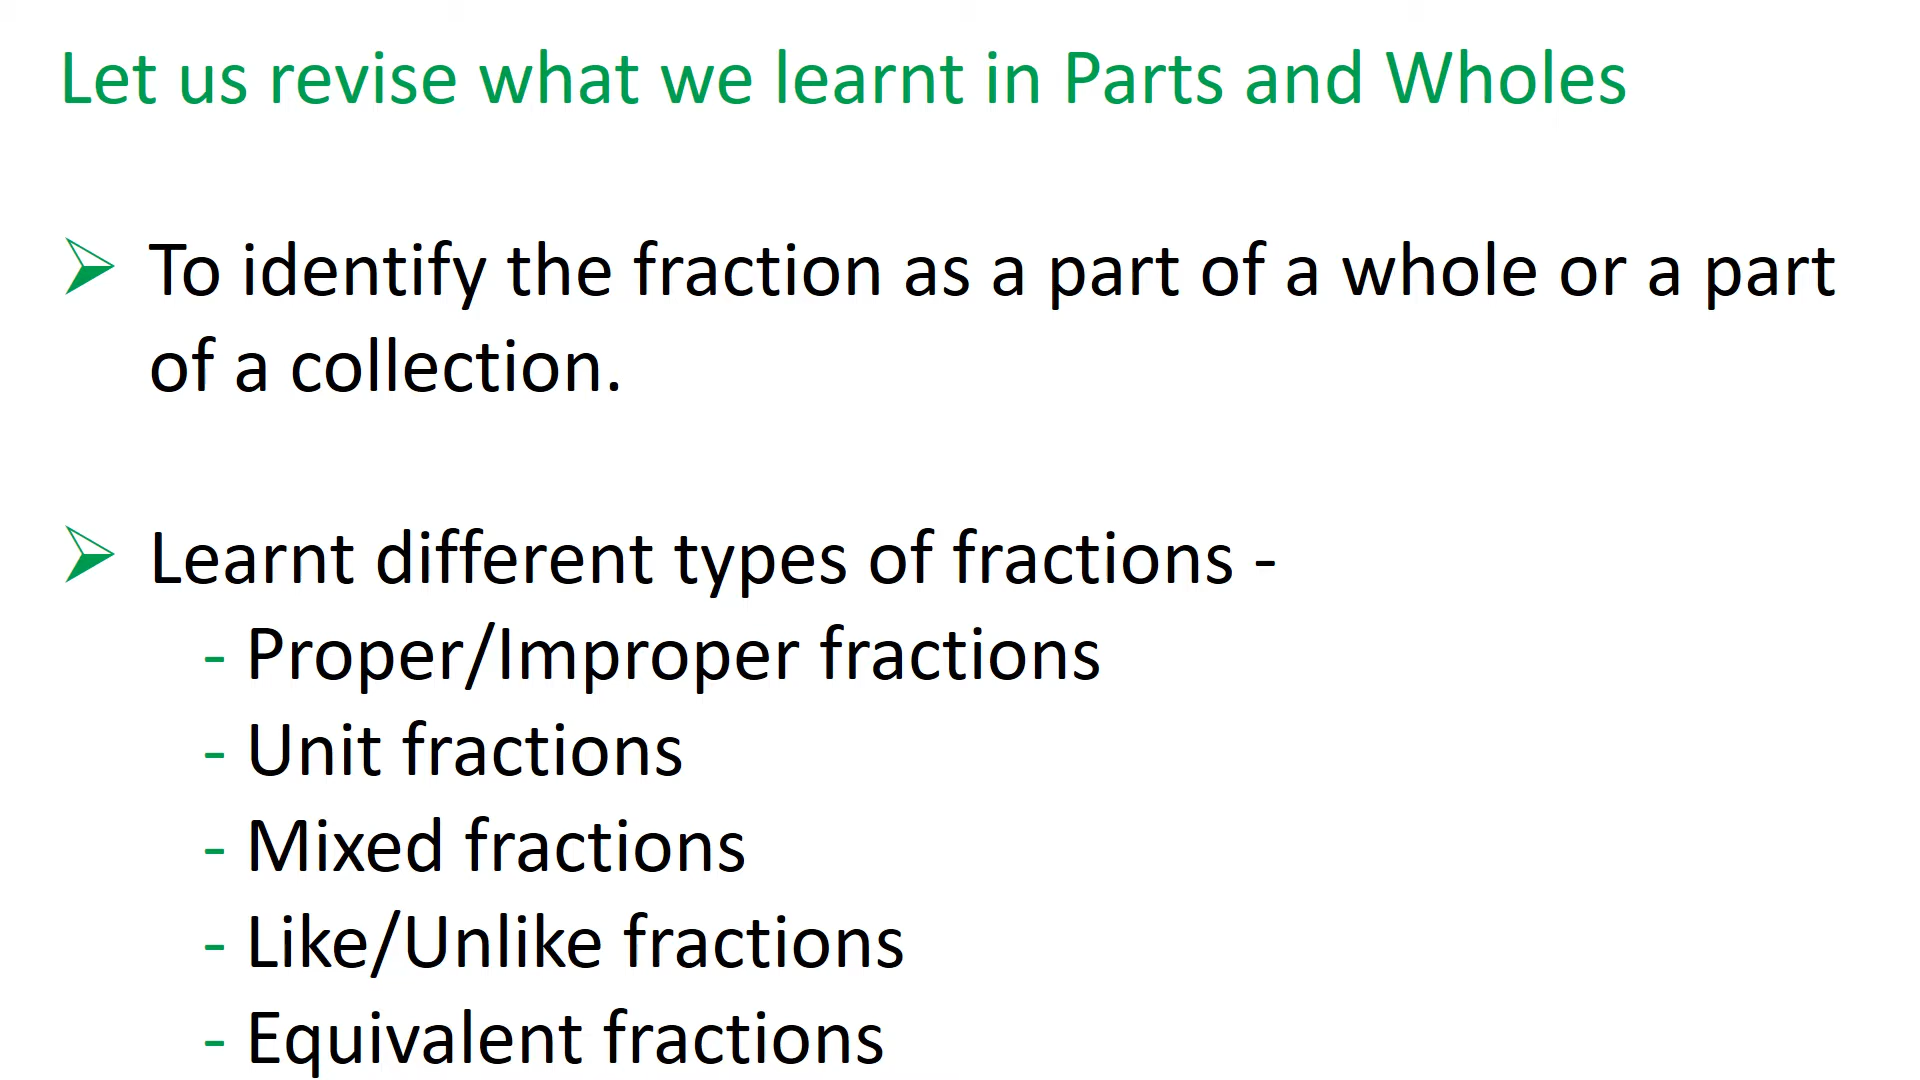 Let us revise what we learnt in Parts and Wholes
To identify the fraction as a part of a whole or a part
of a collection.
Learnt different types of fractions -
- Proper/Improper fractions
- Unit fractions
- Mixed fractions
- Like/Unlike fractions
- Equivalent fractions